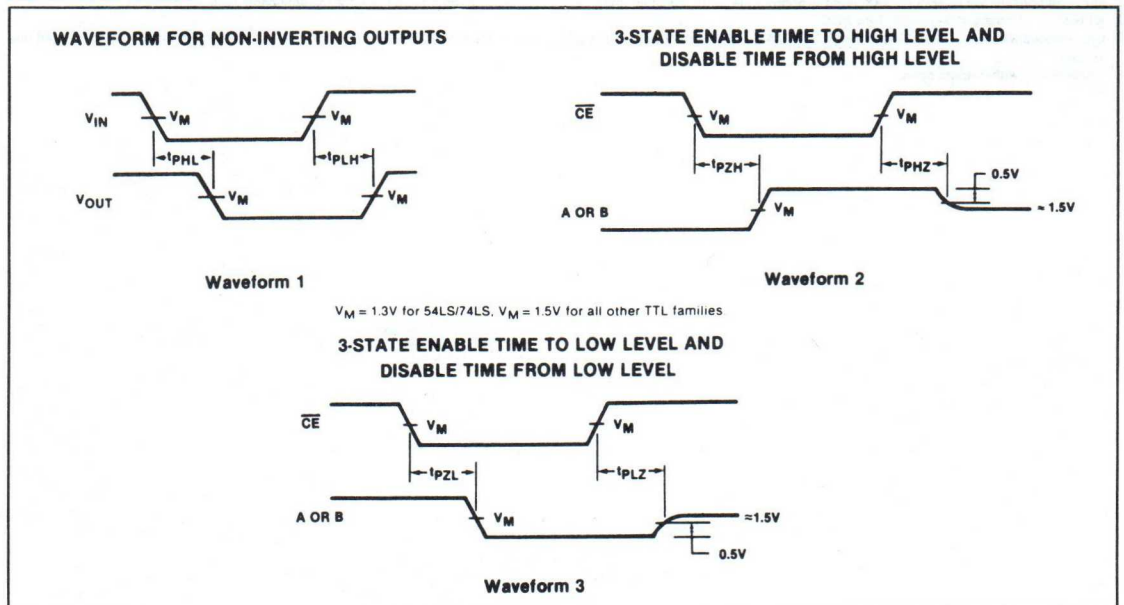 WAVEFORM FOR NON-INVERTING OUTPUTS
VIN
VM
VM
tPHL
tPLH
VOUT
VM
VM
Waveform 1
3-STATE ENABLE TIME TO HIGH LEVEL AND
DISABLE TIME FROM HIGH LEVEL
CE
VM
VM
tPZH
tPHZ
0.5V
A OR B
VM
≈ 1.5V
Waveform 2
VM = 1.3V for 54LS/74LS, VM = 1.5V for all other TTL families.
3-STATE ENABLE TIME TO LOW LEVEL AND
DISABLE TIME FROM LOW LEVEL
CE
VM
VM
tPZL
tPLZ
A OR B
VM
≈1.5V
0.5V
Waveform 3